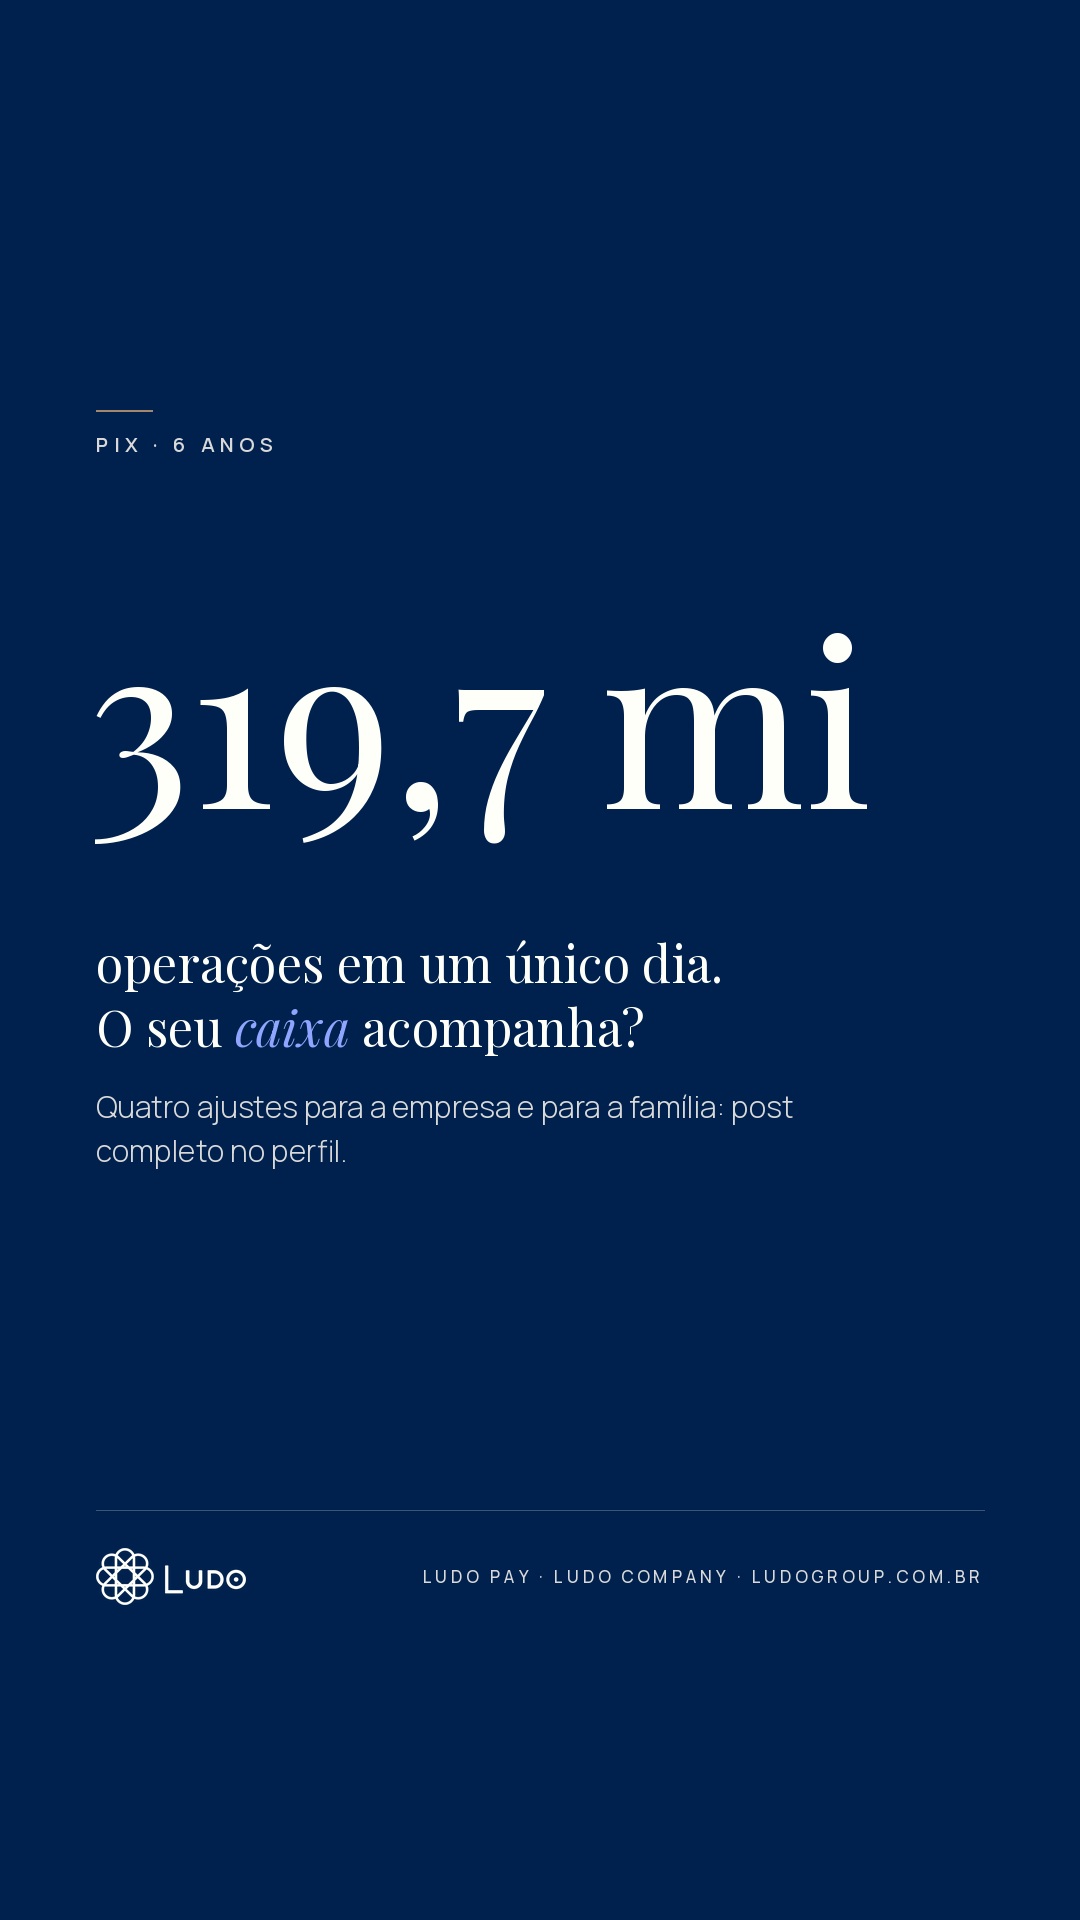 PIX · 6 ANOS
319,7 mi
operações em um único dia.
O seu caixa acompanha?
Quatro ajustes para a empresa e para a família: post
completo no perfil.
LUDO
LUDO PAY · LUDO COMPANY · LUDOGROUP.COM.BR